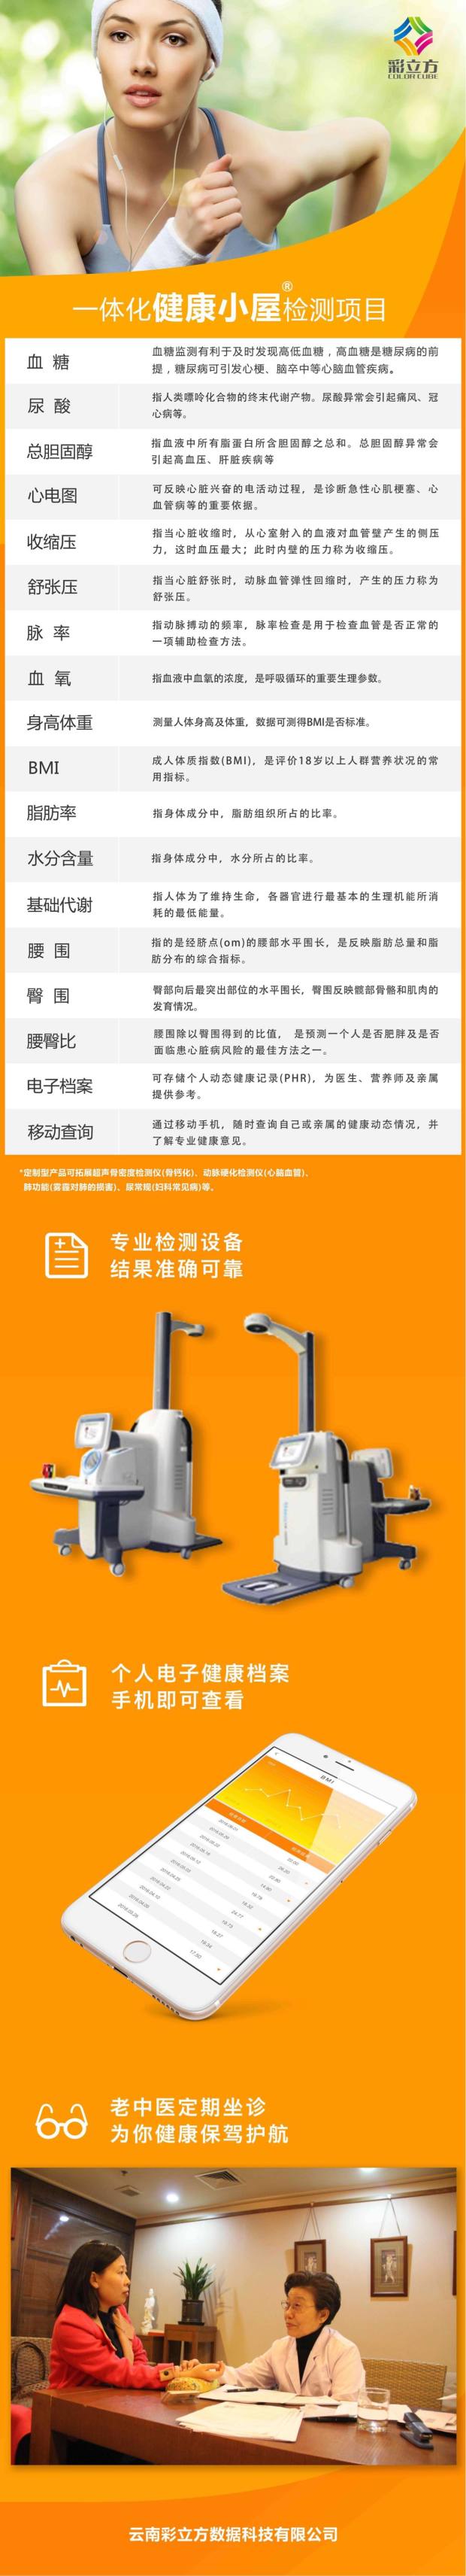 彩立方
COLOR CUBE
®
一体化健康小屋检测项目
血 糖
血糖监测有利于及时发现高低血糖，高血糖是糖尿病的前
提，糖尿病可引发心梗、脑卒中等心脑血管疾病。
尿 酸
指人类嘌呤化合物的终末代谢产物。尿酸异常会引起痛风、冠
心病等。
总胆固醇
指血液中所有脂蛋白所含胆固醇之总和。总胆固醇异常会
引起高血压、肝脏疾病等
心电图
可反映心脏兴奋的电活动过程，是诊断急性心肌梗塞、心
血管病等的重要依据。
收缩压
指当心脏收缩时，从心室射入的血液对血管壁产生的侧压
力，这时血压最大；此时内壁的压力称为收缩压。
舒张压
指当心脏舒张时，动脉血管弹性回缩时，产生的压力称为
舒张压。
脉 率
指动脉搏动的频率，脉率检查是用于检查血管是否正常的
一项辅助检查方法。
血 氧
指血液中血氧的浓度，是呼吸循环的重要生理参数。
身高体重
测量人体身高及体重，数据可测得BMI是否标准。
BMI
成人体质指数(BMI)，是评价18岁以上人群营养状况的常
用指标。
脂肪率
指身体成分中，脂肪组织所占的比率。
水分含量
指身体成分中，水分所占的比率。
基础代谢
指人体为了维持生命，各器官进行最基本的生理机能所消
耗的最低能量。
腰 围
指的是经脐点(om)的腰部水平围长，是反映脂肪总量和脂
肪分布的综合指标。
臀 围
臀部向后最突出部位的水平围长，臀围反映髋部骨骼和肌肉的
发育情况。
腰臀比
腰围除以臀围得到的比值， 是预测一个人是否肥胖及是否
面临患心脏病风险的最佳方法之一。
电子档案
可存储个人动态健康记录(PHR)，为医生、营养师及亲属
提供参考。
移动查询
通过移动手机，随时查询自己或亲属的健康动态情况，并
了解专业健康意见。
*定制型产品可拓展超声骨密度检测仪(骨钙化)、动脉硬化检测仪(心脑血管)、
肺功能(雾霾对肺的损害)、尿常规(妇科常见病)等。
专业检测设备
结果准确可靠
个人电子健康档案
手机即可查看
BMI
老中医定期坐诊
为你健康保驾护航
云南彩立方数据科技有限公司